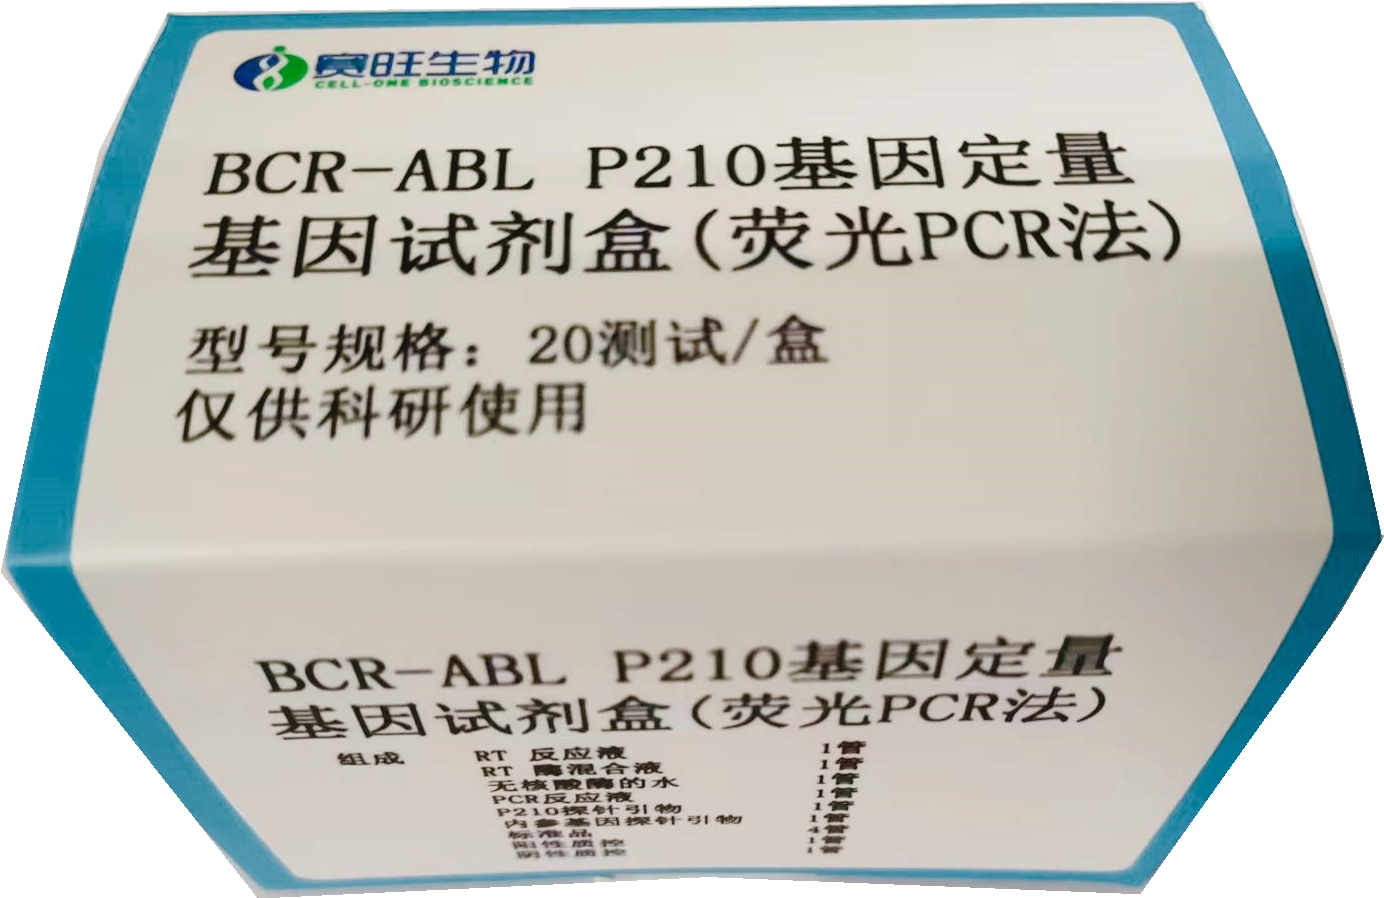 赛旺生物
CELL-ONE BIOSCIENCE
BCR-ABL P210基因定量
基因试剂盒(荧光PCR法)
型号规格：20测试/盒
仅供科研使用
BCR-ABL P210基因定量
基因试剂盒(荧光PCR法)
组成 RT 反应液 1管
RT 酶混合液 1管
无核酸酶的水 1管
PCR反应液 1管
P210探针引物 1管
内参基因探针引物 1管
标准品 4管
阳性质控 1管
阴性质控 1管